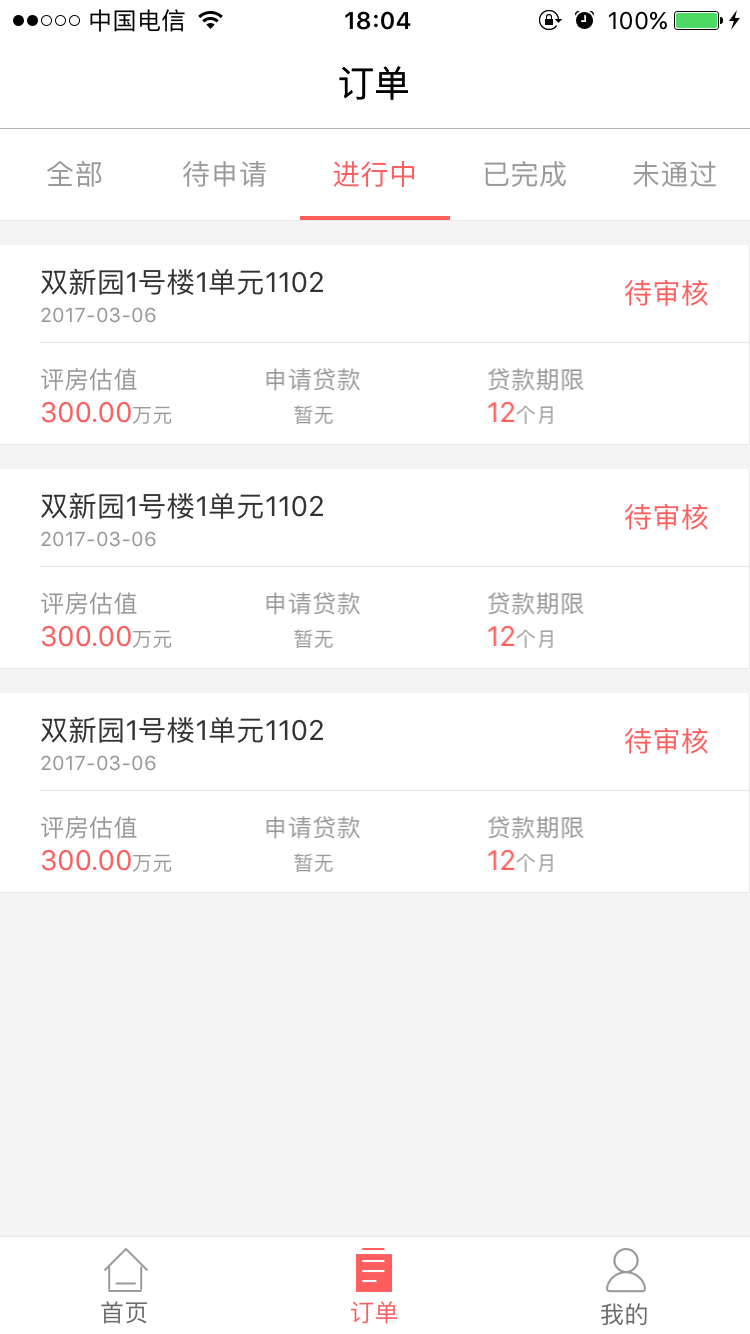 中国电信 18:04 100%
订单
全部 待申请 进行中 已完成 未通过
双新园1号楼1单元1102
待审核
2017-03-06
评房估值 申请贷款 贷款期限
300.00万元 暂无 12个月
双新园1号楼1单元1102
待审核
2017-03-06
评房估值 申请贷款 贷款期限
300.00万元 暂无 12个月
双新园1号楼1单元1102
待审核
2017-03-06
评房估值 申请贷款 贷款期限
300.00万元 暂无 12个月
首页 订单 我的